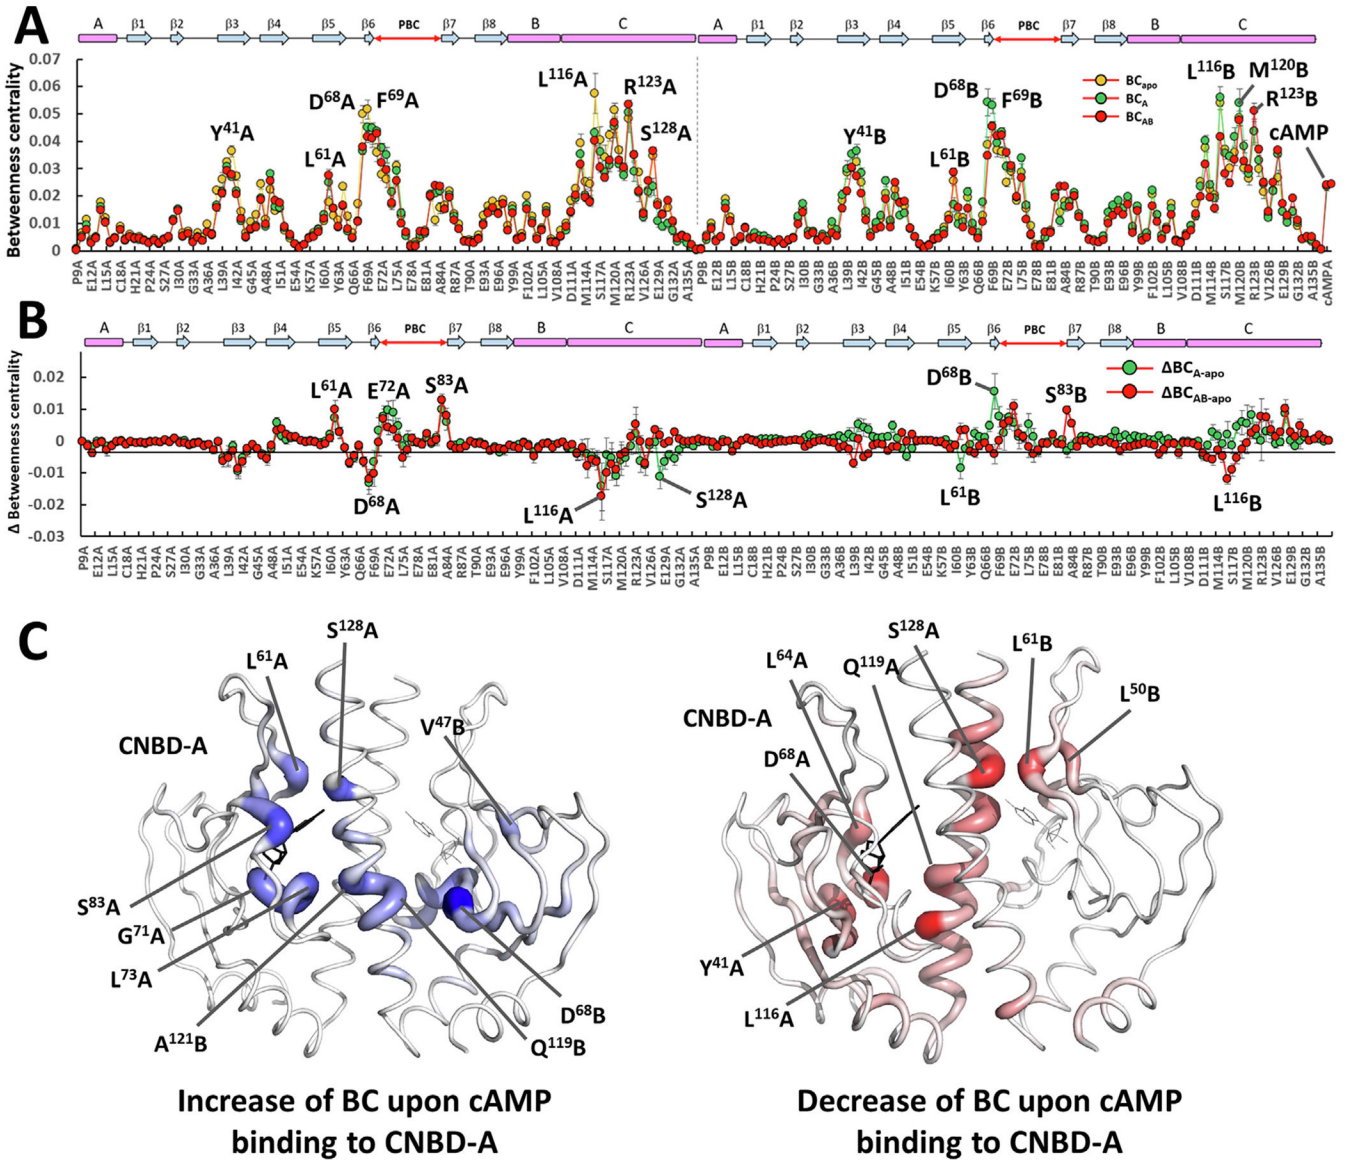 A
A β1 β2 β3 β4 β5 β6 PBC β7 β8 B C A β1 β2 β3 β4 β5 β6 PBC β7 β8 B C
Betweenness centrality
0.07
0.06
0.05
0.04
0.03
0.02
0.01
0
Y41A L61A D68A F69A L116A R123A S128A Y41B L61B D68B F69B L116B M120B R123B cAMP
BCapo
BCA
BCAB
P9A E12A L15A C18A H21A P24A S27A I30A G33A A36A L39A I42A G45A A48A I51A E54A K57A I60A Y63A Q66A F69A E72A L75A E78A E81A A84A R87A T90A E93A E96A Y99A F102A L105A V108A D111A M114A S117A M120A R123A V126A E129A G132A A135A P9B E12B L15B C18B H21B P24B S27B I30B G33B A36B L39B I42B G45B A48B I51B E54B K57B I60B Y63B Q66B F69B E72B L75B E78B E81B A84B R87B T90B E93B E96B Y99B F102B L105B V108B D111B M114B S117B M120B R123B V126B E129B G132B A135B cAMPA
B
A β1 β2 β3 β4 β5 β6 PBC β7 β8 B C A β1 β2 β3 β4 β5 β6 PBC β7 β8 B C
Δ Betweenness centrality
0.02
0.01
0
-0.01
-0.02
-0.03
L61A E72A S83A D68A L116A S128A D68B S83B L61B L116B
ΔBCA-apo
ΔBCAB-apo
P9A E12A L15A C18A H21A P24A S27A I30A G33A A36A L39A I42A G45A A48A I51A E54A K57A I60A Y63A Q66A F69A E72A L75A E78A E81A A84A R87A T90A E93A E96A Y99A F102A L105A V108A D111A M114A S117A M120A R123A V126A E129A G132A A135A P9B E12B L15B C18B H21B P24B S27B I30B G33B A36B L39B I42B G45B A48B I51B E54B K57B I60B Y63B Q66B F69B E72B L75B E78B E81B A84B R87B T90B E93B E96B Y99B F102B L105B V108B D111B M114B S117B M120B R123B V126B E129B G132B A135B
C
S128A
L61A
V47B
CNBD-A
S83A
G71A
L73A
A121B
D68B
Q119B
Increase of BC upon cAMP
binding to CNBD-A
S128A
L64A
Q119A
L61B
L50B
CNBD-A
D68A
Y41A
L116A
Decrease of BC upon cAMP
binding to CNBD-A